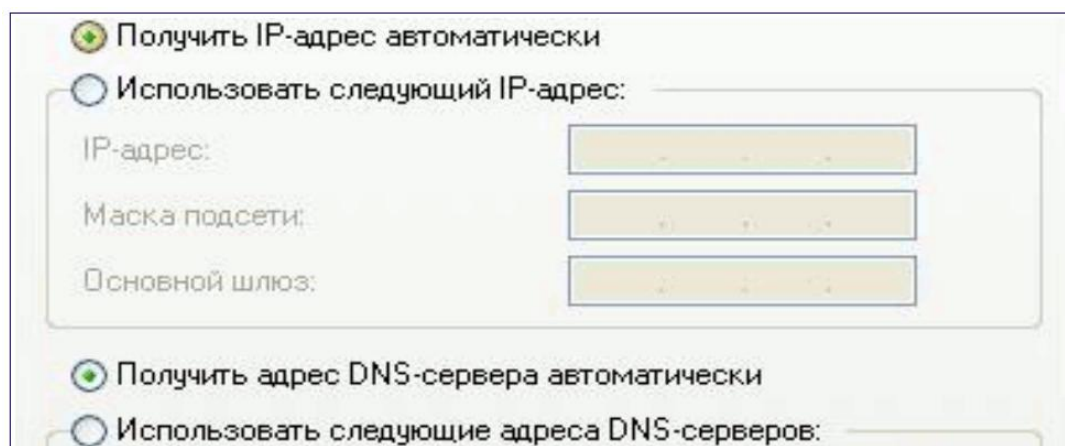 Получить IP-адрес автоматически
Использовать следующий IP-адрес:
IP-адрес:
Маска подсети:
Основной шлюз:
Получить адрес DNS-сервера автоматически
Использовать следующие адреса DNS-серверов: